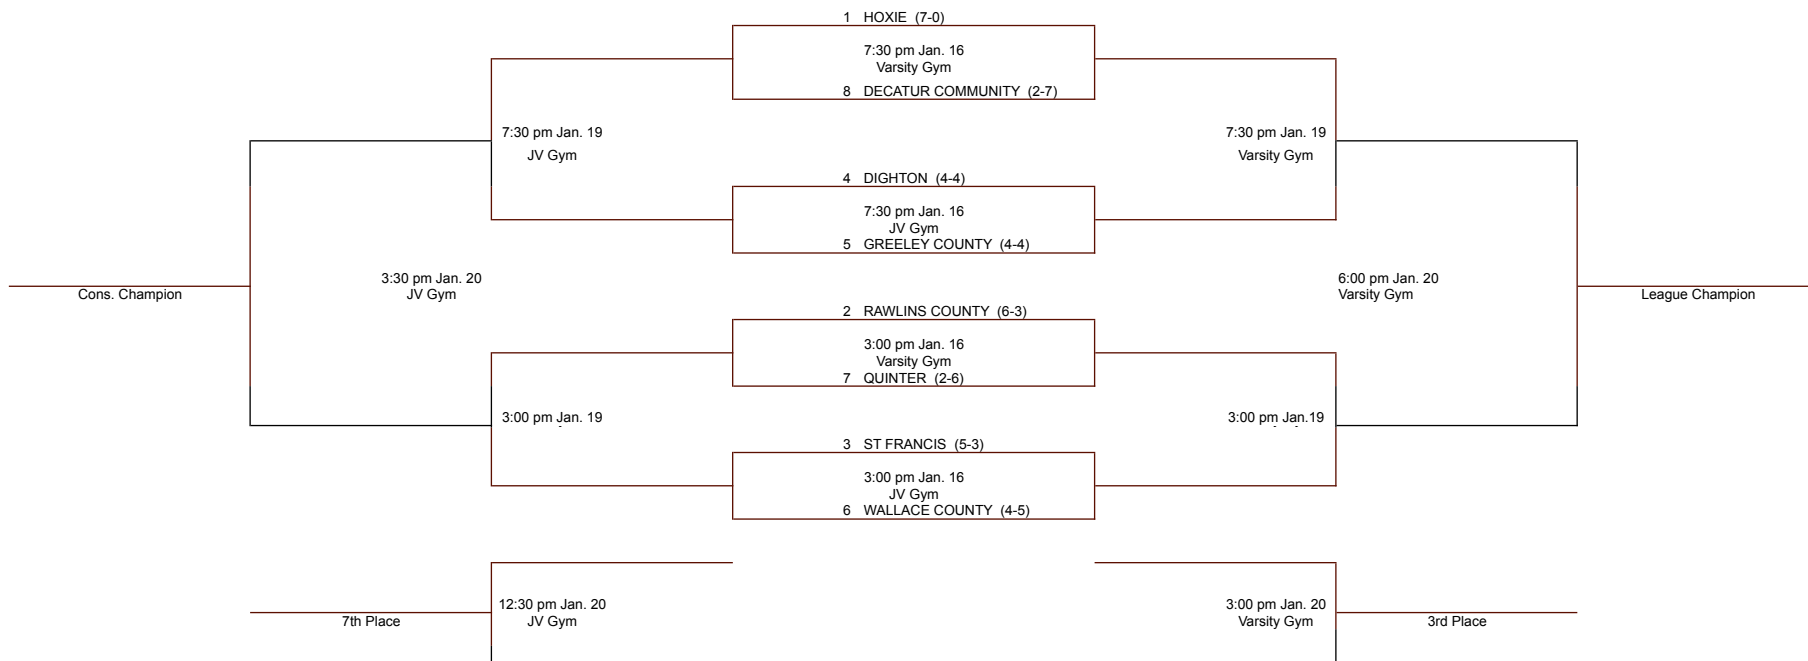 1 HOXIE (7-0)
7:30 pm Jan. 16
Varsity Gym
8 DECATUR COMMUNITY (2-7)
7:30 pm Jan. 19
JV Gym
7:30 pm Jan. 19
Varsity Gym
4 DIGHTON (4-4)
7:30 pm Jan. 16
JV Gym
5 GREELEY COUNTY (4-4)
3:30 pm Jan. 20
JV Gym
6:00 pm Jan. 20
Varsity Gym
Cons. Champion
League Champion
2 RAWLINS COUNTY (6-3)
3:00 pm Jan. 16
Varsity Gym
7 QUINTER (2-6)
3:00 pm Jan. 19
3:00 pm Jan.19
3 ST FRANCIS (5-3)
3:00 pm Jan. 16
JV Gym
6 WALLACE COUNTY (4-5)
12:30 pm Jan. 20
JV Gym
7th Place
3:00 pm Jan. 20
Varsity Gym
3rd Place